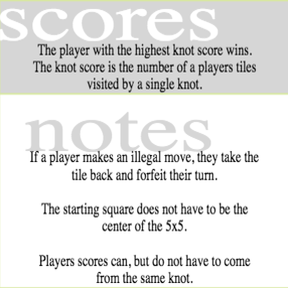 scores
The player with the highest knot score wins.
The knot score is the number of a players tiles
visited by a single knot.
notes
If a player makes an illegal move, they take the
tile back and forfeit their turn.
The starting square does not have to be the
center of the 5x5.
Players scores can, but do not have to come
from the same knot.